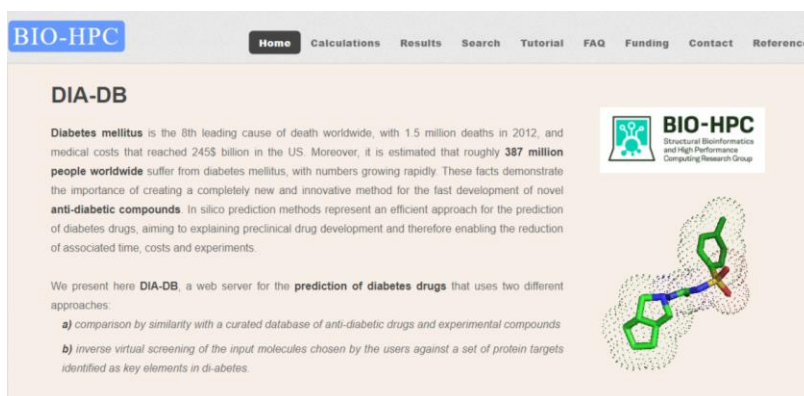 BIO-HPC
Home Calculations Results Search Tutorial FAQ Funding Contact Reference
DIA-DB
Diabetes mellitus is the 8th leading cause of death worldwide, with 1.5 million deaths in 2012, and
medical costs that reached 245$ billion in the US. Moreover, it is estimated that roughly 387 million
people worldwide suffer from diabetes mellitus, with numbers growing rapidly. These facts demonstrate
the importance of creating a completely new and innovative method for the fast development of novel
anti-diabetic compounds. In silico prediction methods represent an efficient approach for the prediction
of diabetes drugs, aiming to explaining preclinical drug development and therefore enabling the reduction
of associated time, costs and experiments.
We present here DIA-DB, a web server for the prediction of diabetes drugs that uses two different
approaches:
a) comparison by similarity with a curated database of anti-diabetic drugs and experimental compounds
b) inverse virtual screening of the input molecules chosen by the users against a set of protein targets
identified as key elements in di-abetes.
BIO-HPC
Structural Bioinformatics
and High Performance
Computing Research Group